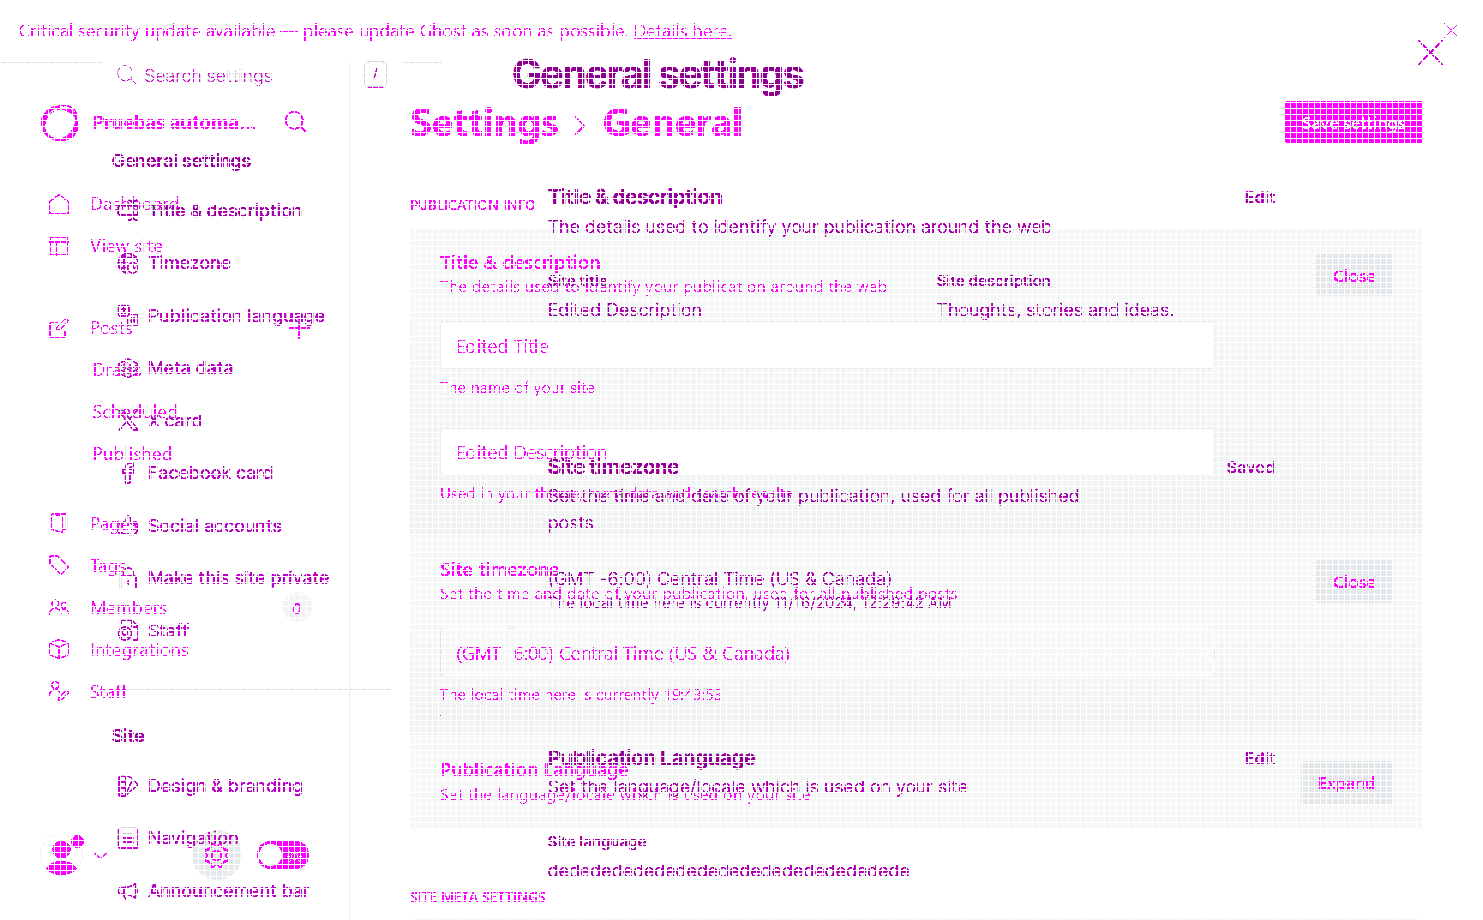 Critical security update available — please update Ghost as soon as possible. Details here.
Search settings
/
General settings
Pruebas automa...
Settings › General
Save settings
General settings
Dashboard
Title & description
PUBLICATION INFO
Title & description
Edit
The details used to identify your publication around the web
View site
Timezone
Title & description
The details used to identify your publication around the web
Close
Site title
Site description
Edited Description
Thoughts, stories and ideas.
Posts
Publication language
Edited Title
Drafts
Meta data
The name of your site
Scheduled
X card
Published
Edited Description
Facebook card
Site timezone
Saved
Used in your theme, meta data and search results
Set the time and date of your publication, used for all published
posts
Pages
Social accounts
Tags
Site timezone
Make this site private
(GMT -6:00) Central Time (US & Canada)
Close
Set the time and date of your publication, used for all published posts
The local time here is currently 11/16/2024, 12:29:42 AM
Members
0
Staff
Integrations
(GMT -6:00) Central Time (US & Canada)
Staff
The local time here is currently 19:43:53
Site
Publication Language
Edit
Publication Language
Set the language/locale which is used on your site
Design & branding
Set the language/locale which is used on your site
Expand
Navigation
Site language
dededededededededededededededededede
Announcement bar
SITE META SETTINGS